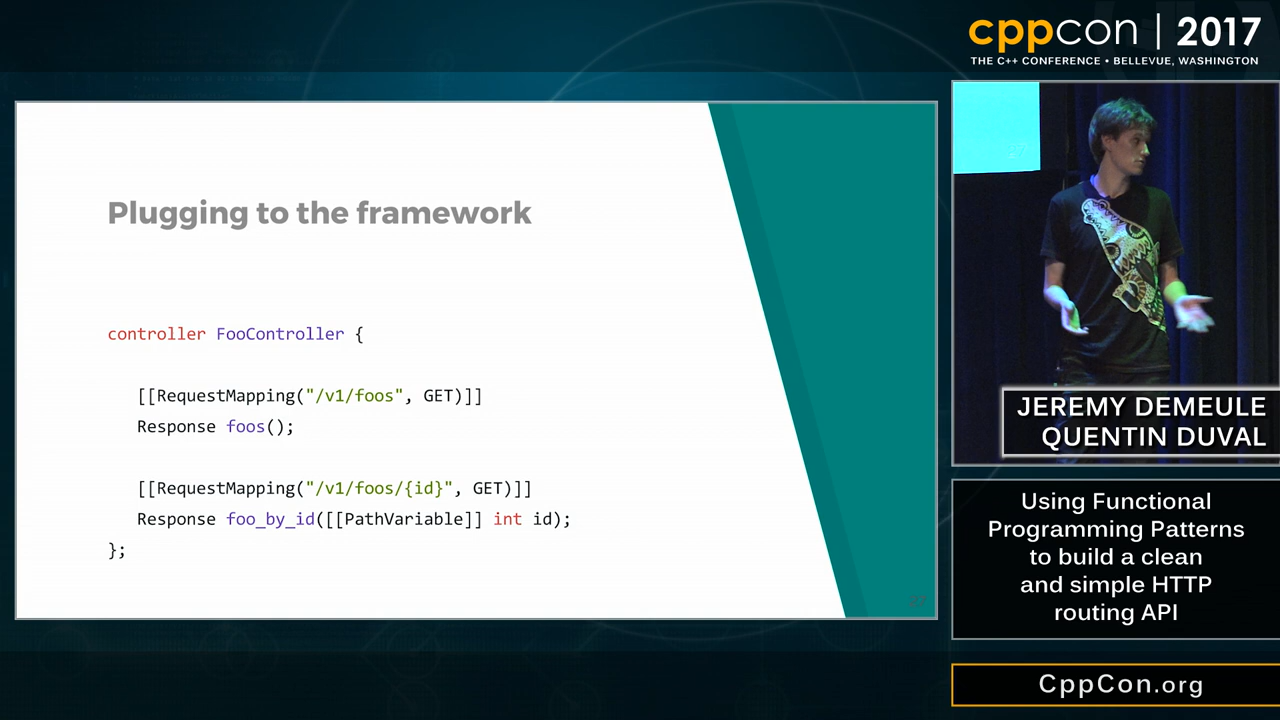 cppcon | 2017
THE C++ CONFERENCE • BELLEVUE, WASHINGTON
Plugging to the framework
controller FooController {
[[RequestMapping("/v1/foos", GET)]]
Response foos();
[[RequestMapping("/v1/foos/{id}", GET)]]
Response foo_by_id([[PathVariable]] int id);
};
JEREMY DEMEULE
QUENTIN DUVAL
Using Functional
Programming Patterns
to build a clean
and simple HTTP
routing API
CppCon.org